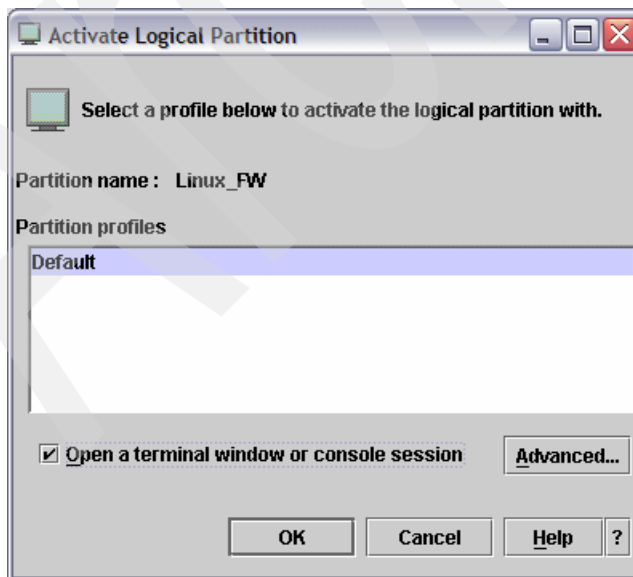 Activate Logical Partition
Select a profile below to activate the logical partition with.
Partition name : Linux_FW
Partition profiles
Default
Open a terminal window or console session
Advanced...
OK Cancel Help ?